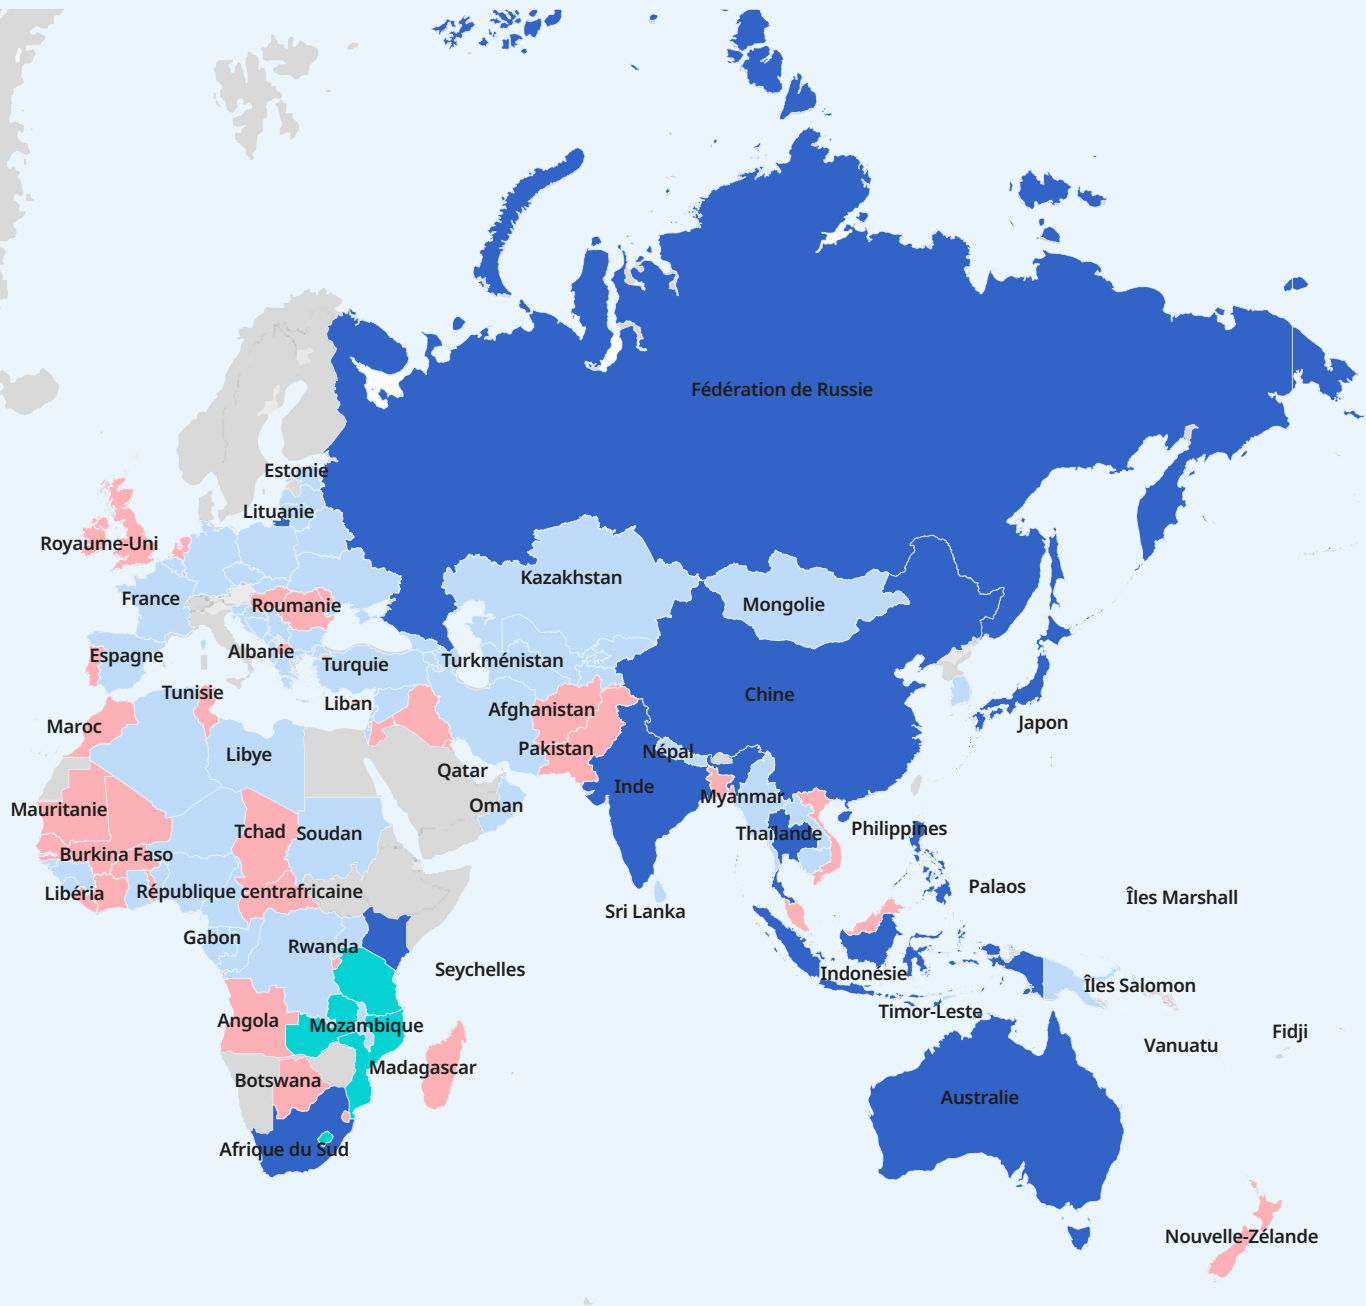 Fédération de Russie
Estonie
Lituanie
Royaume-Uni
Kazakhstan
France
Roumanie
Mongolie
Albanie
Espagne
Turquie
Turkménistan
Tunisie
Chine
Liban
Afghanistan
Maroc
Japon
Libye
Pakistan
Népal
Qatar
Inde
Myanmar
Oman
Mauritanie
Tchad
Soudan
Thaïlande
Philippines
Burkina Faso
Palaos
Libéria
République centrafricaine
Îles Marshall
Sri Lanka
Gabon
Rwanda
Seychelles
Indonésie
Îles Salomon
Timor-Leste
Angola
Mozambique
Fidji
Vanuatu
Madagascar
Botswana
Australie
Afrique du Sud
Nouvelle-Zélande